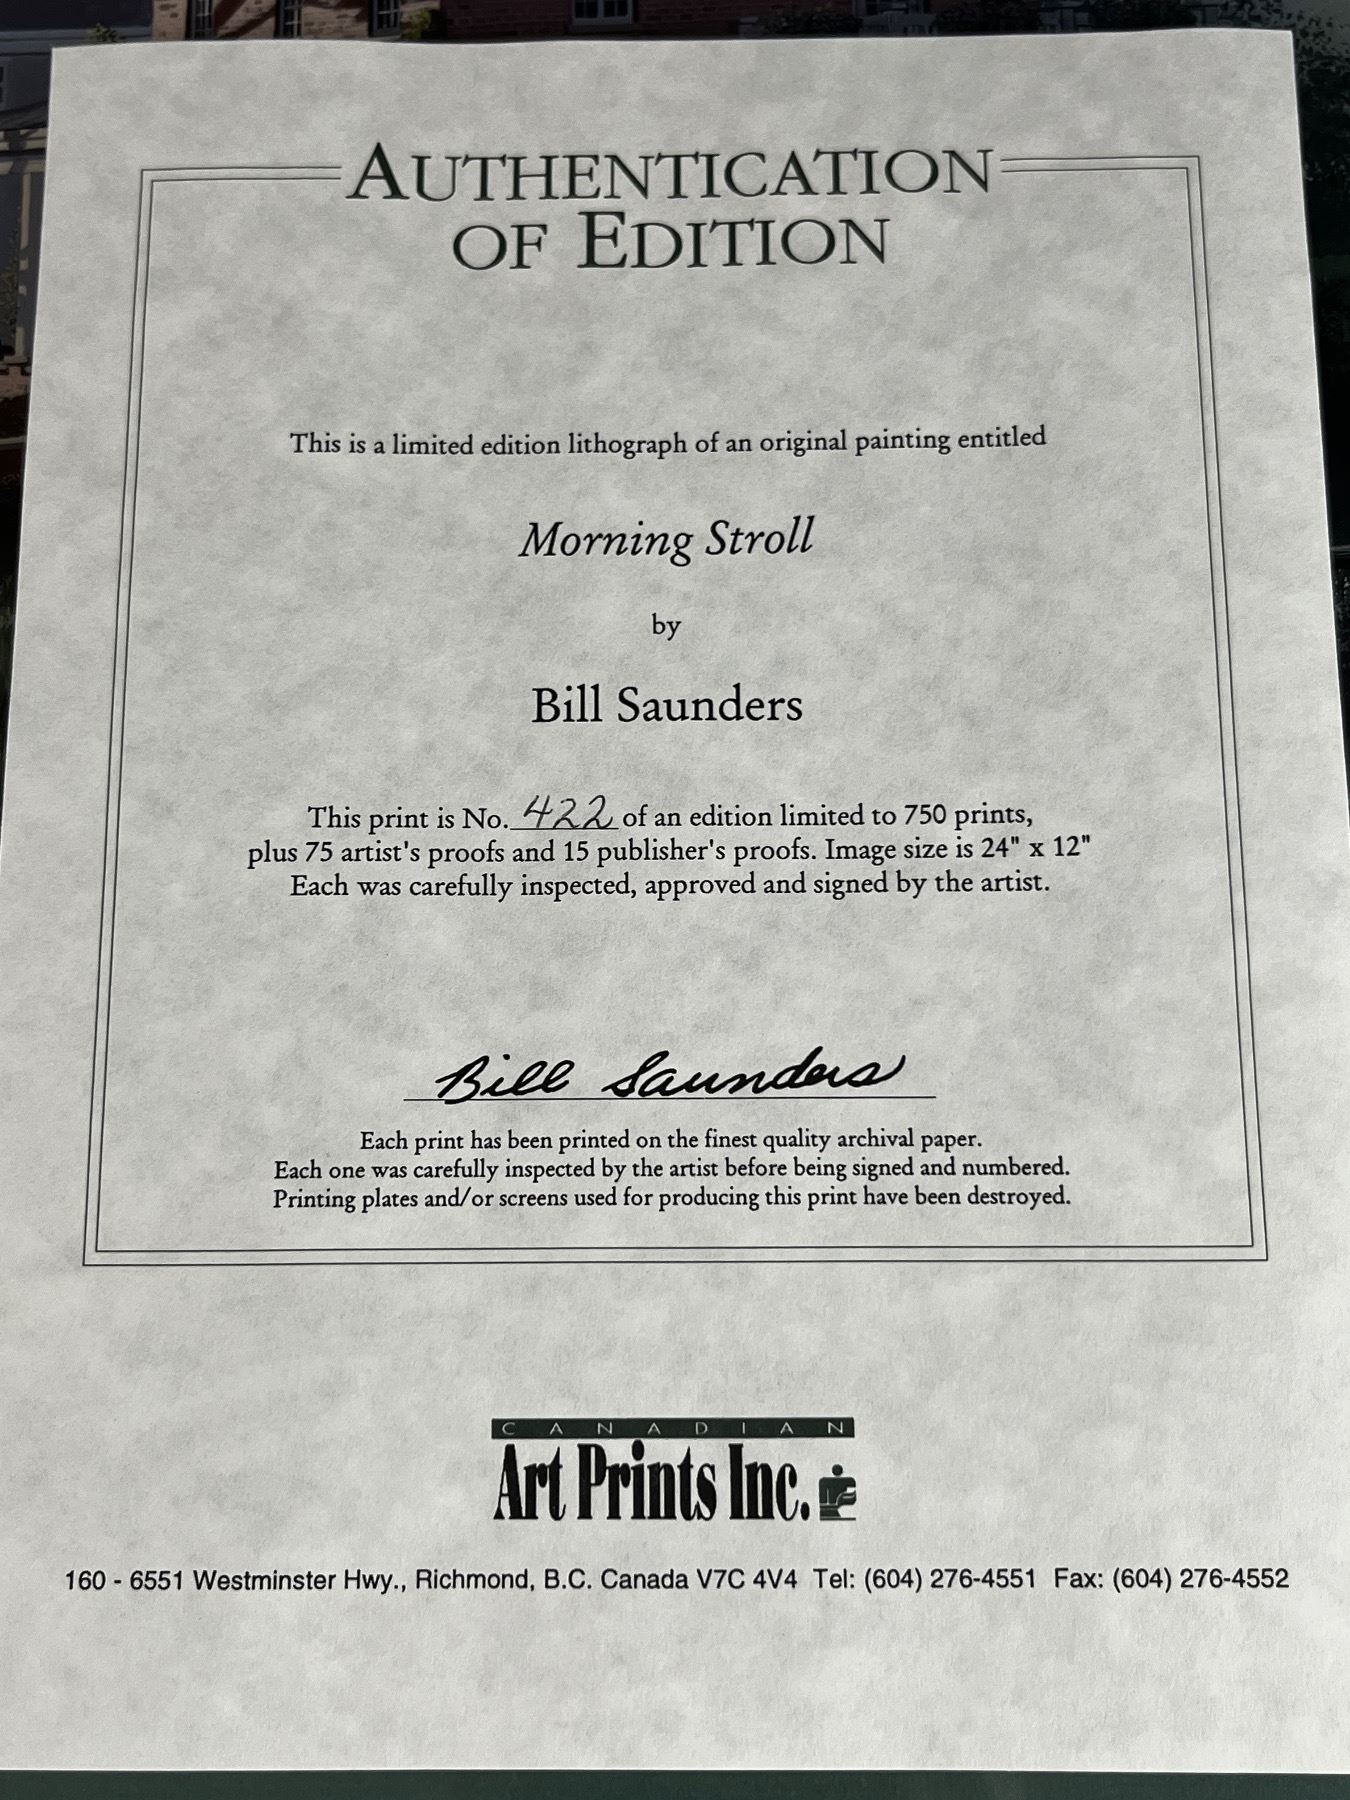 AUTHENTICATION
OF EDITION
This is a limited edition lithograph of an original painting entitled
Morning Stroll
by
Bill Saunders
This print is No. 422 of an edition limited to 750 prints,
plus 75 artist's proofs and 15 publisher's proofs. Image size is 24" x 12"
Each was carefully inspected, approved and signed by the artist.
Bill Saunders
Each print has been printed on the finest quality archival paper.
Each one was carefully inspected by the artist before being signed and numbered.
Printing plates and/or screens used for producing this print have been destroyed.
CANADIAN
Art Prints Inc.
160 - 6551 Westminster Hwy., Richmond, B.C. Canada V7C 4V4 Tel: (604) 276-4551 Fax: (604) 276-4552